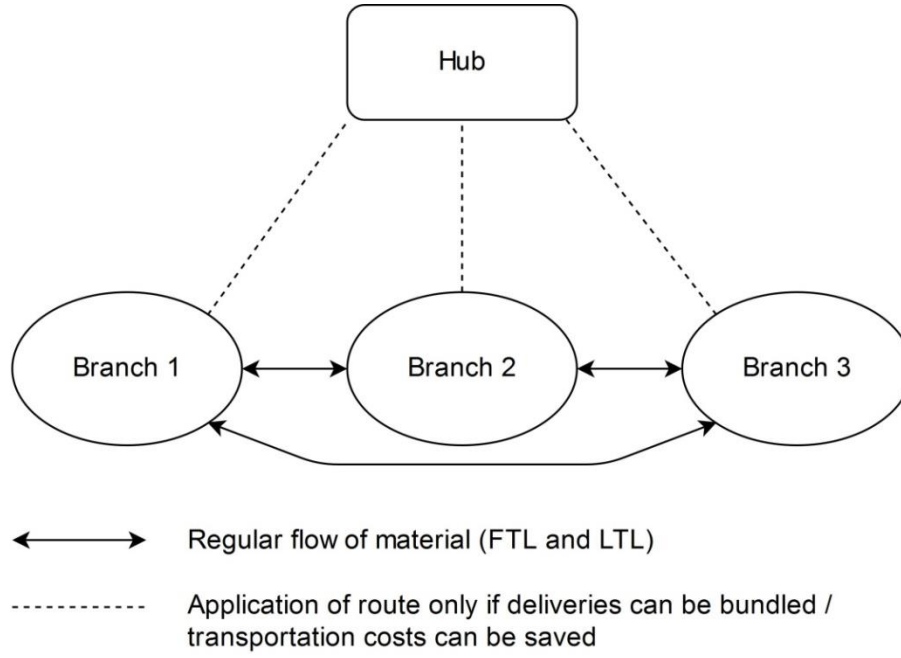 Hub
Branch 1
Branch 2
Branch 3
Regular flow of material (FTL and LTL)
Application of route only if deliveries can be bundled /
transportation costs can be saved